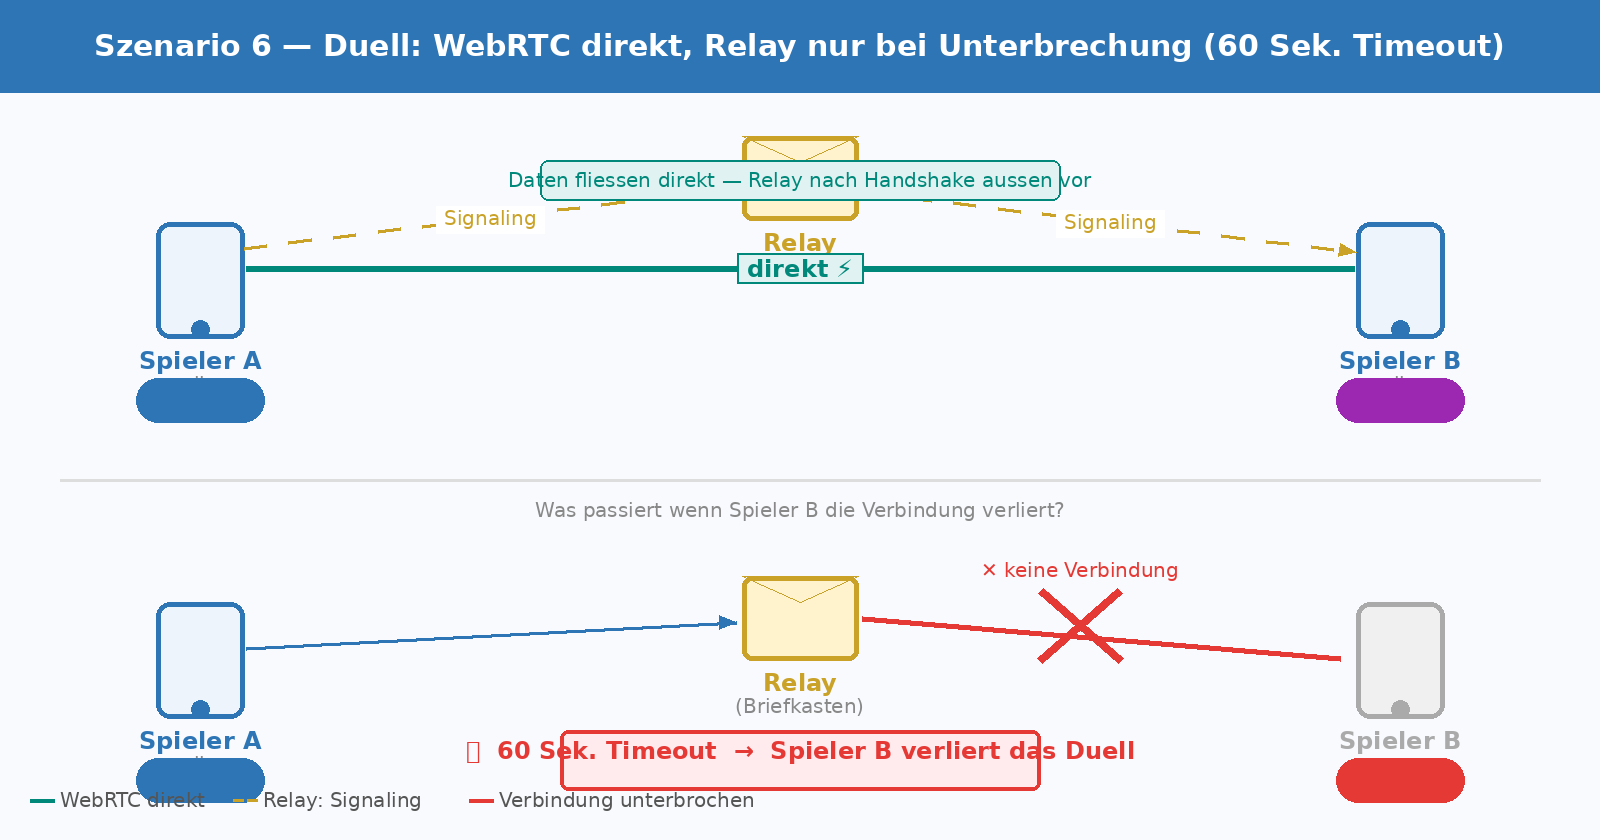 Szenario 6 — Duell: WebRTC direkt, Relay nur bei Unterbrechung (60 Sek. Timeout)
Daten fliessen direkt — Relay nach Handshake aussen vor
Signaling
Signaling
Relay
direkt ⚡
Spieler A
Spieler B
Was passiert wenn Spieler B die Verbindung verliert?
✕ keine Verbindung
Relay
(Briefkasten)
Spieler A
Spieler B
60 Sek. Timeout → Spieler B verliert das Duell
WebRTC direkt
Relay: Signaling
Verbindung unterbrochen